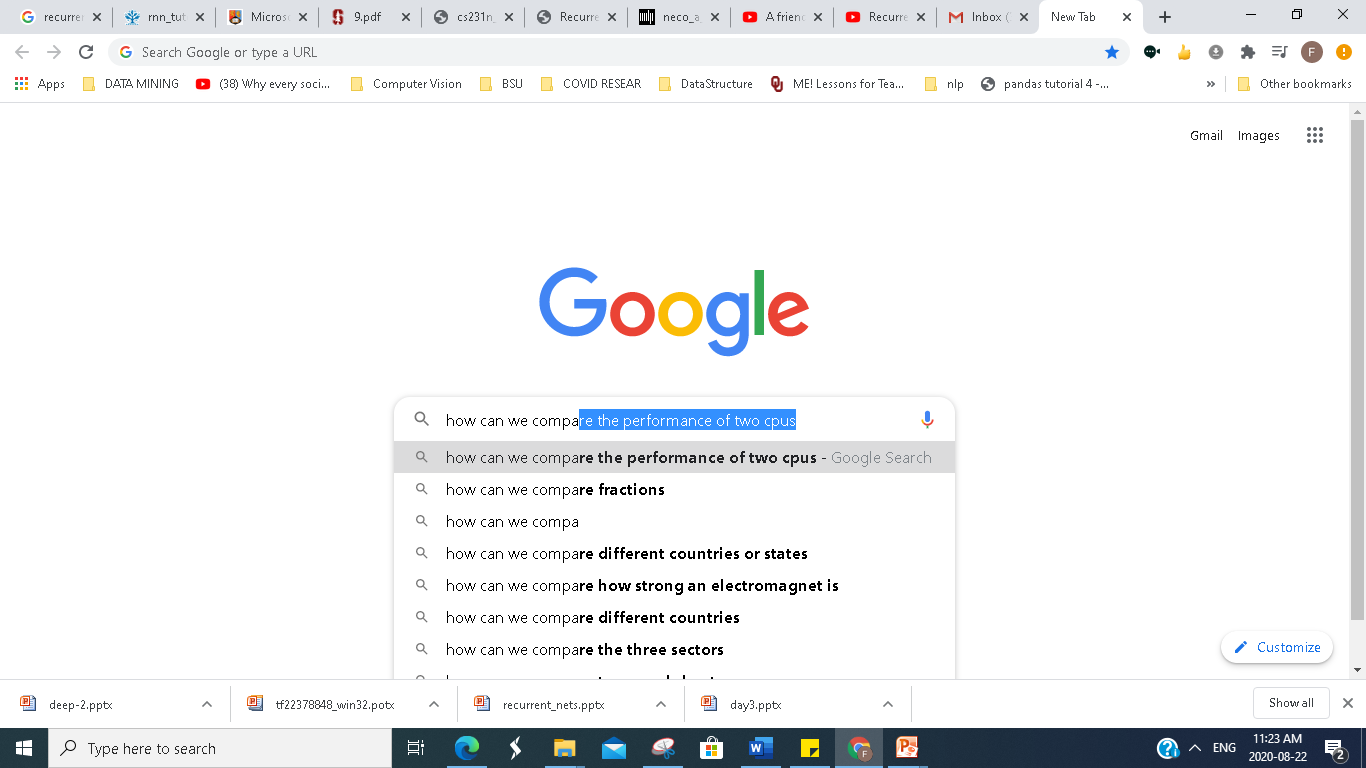 recurren
rnn_tut
Microso
9.pdf
cs231n_
Recurre
neco_a_
A frienc
Recurre
Inbox (
New Tab
Search Google or type a URL
F
Apps
DATA MINING
(38) Why every soci...
Computer Vision
BSU
COVID RESEAR
DataStructure
ME! Lessons for Tea...
nlp
pandas tutorial 4 -...
»
Other bookmarks
Gmail Images
Google
how can we compare the performance of two cpus
how can we compare the performance of two cpus - Google Search
how can we compare fractions
how can we compa
how can we compare different countries or states
how can we compare how strong an electromagnet is
how can we compare different countries
how can we compare the three sectors
Customize
deep-2.pptx
tf22378848_win32.potx
recurrent_nets.pptx
day3.pptx
Show all
Type here to search
ENG
11:23 AM
2020-08-22
2